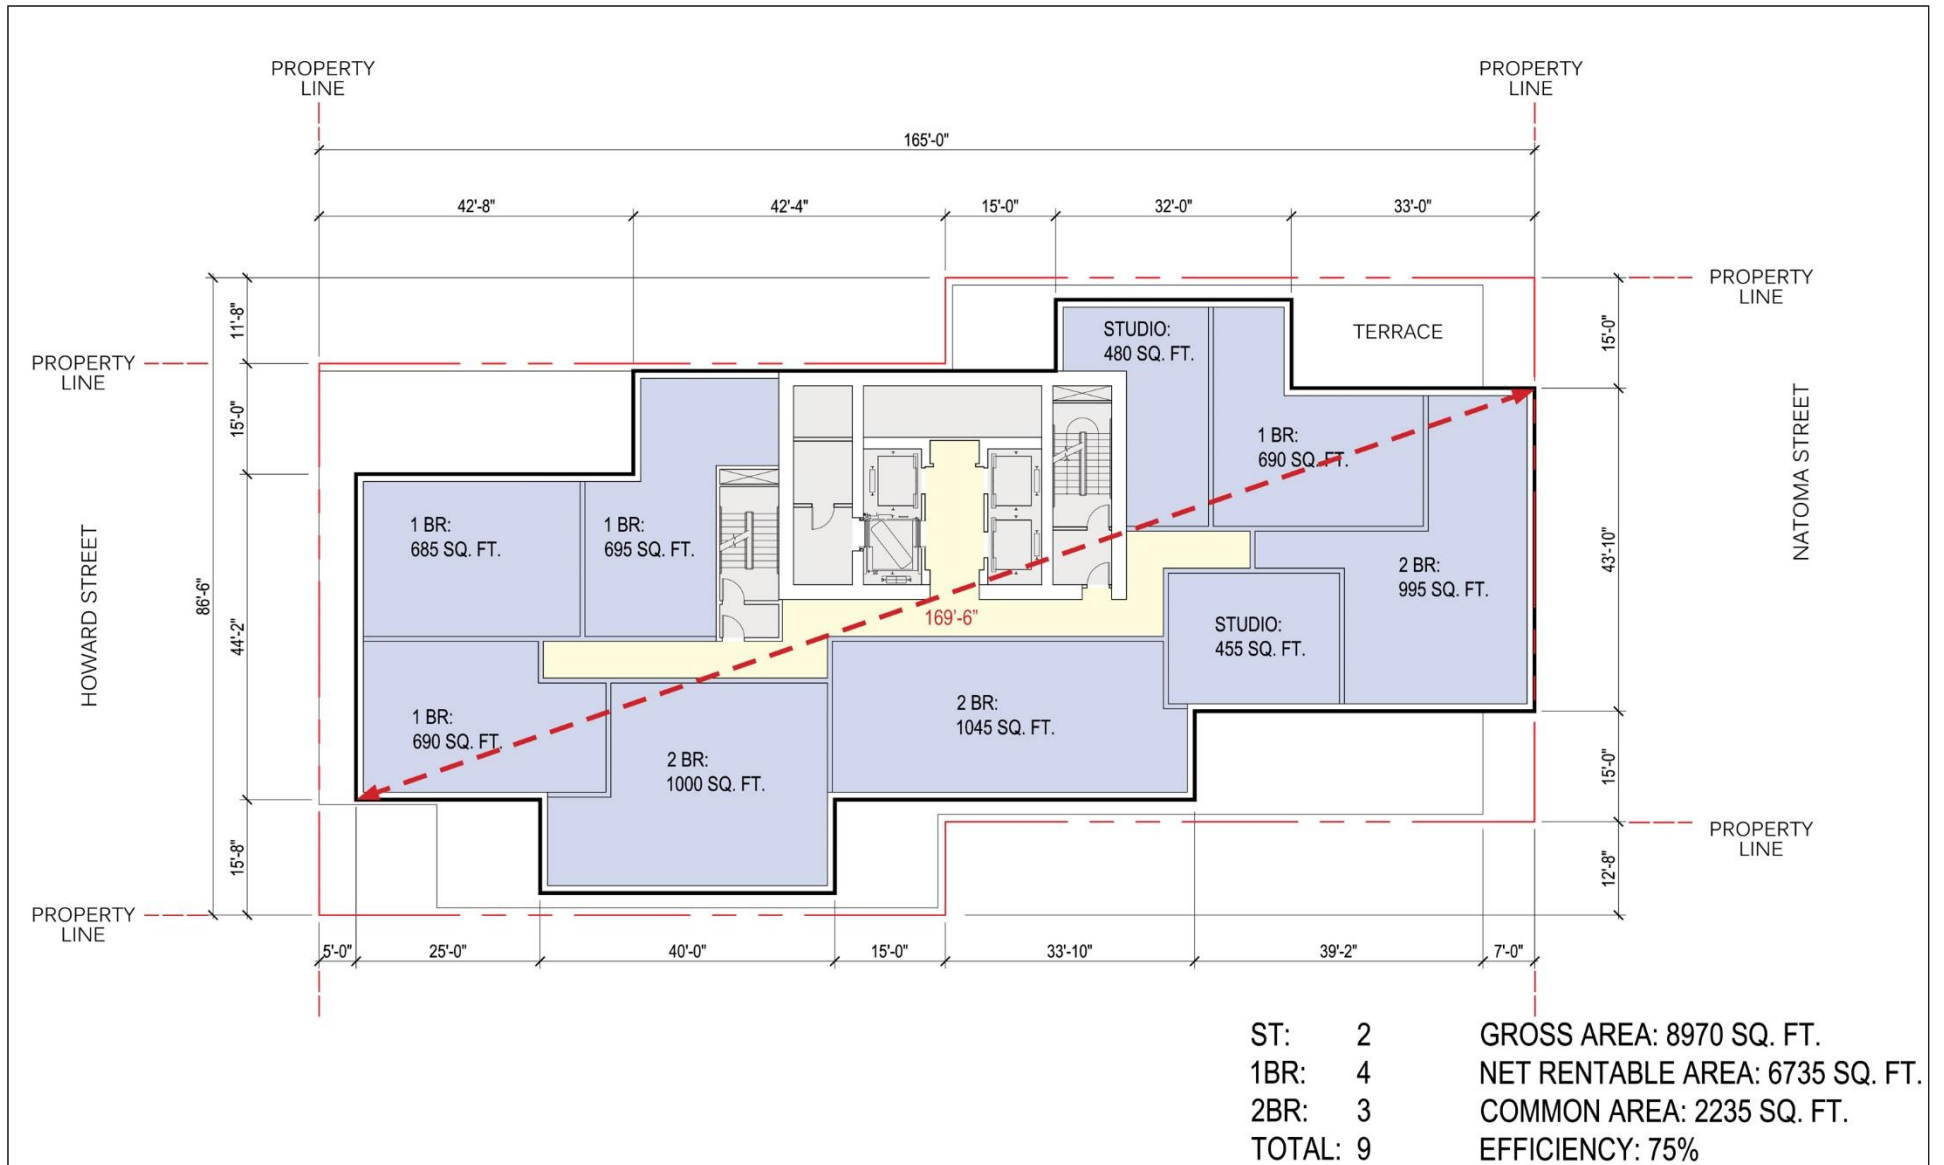 PROPERTY
LINE
PROPERTY
LINE
165'-0"
42'-8"
42'-4"
15'-0"
32'-0"
33'-0"
PROPERTY
LINE
11'-8"
15'-0"
TERRACE
STUDIO:
480 SQ. FT.
PROPERTY
LINE
15'-0"
1 BR:
690 SQ. FT.
NATOMA STREET
HOWARD STREET
86'-6"
44'-2"
1 BR:
685 SQ. FT.
1 BR:
695 SQ. FT.
43'-10"
2 BR:
995 SQ. FT.
169'-6"
STUDIO:
455 SQ. FT.
1 BR:
690 SQ. FT.
2 BR:
1045 SQ. FT.
2 BR:
1000 SQ. FT.
15'-0"
15'-8"
PROPERTY
LINE
12'-8"
PROPERTY
LINE
5'-0"
25'-0"
40'-0"
15'-0"
33'-10"
39'-2"
7'-0"
ST: 2
1BR: 4
2BR: 3
TOTAL: 9
GROSS AREA: 8970 SQ. FT.
NET RENTABLE AREA: 6735 SQ. FT.
COMMON AREA: 2235 SQ. FT.
EFFICIENCY: 75%